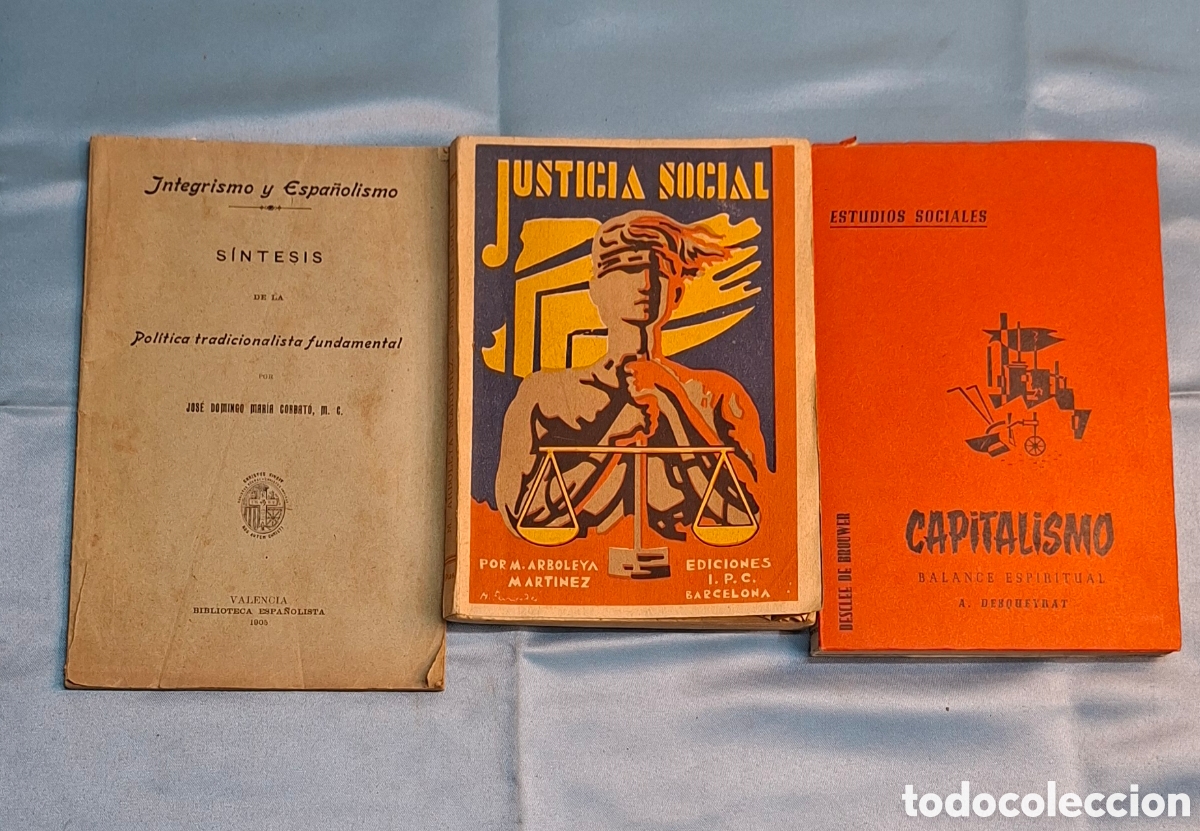 Integrismo y Españolismo
SÍNTESIS
DE LA
Política tradicionalista fundamental
POR
JOSÉ DOMINGO MARÍA CORBATÓ, M. C.
VALENCIA
BIBLIOTECA ESPAÑOLISTA
1905
JUSTICIA SOCIAL
POR M. ARBOLEYA
MARTINEZ
EDICIONES
I. P. C.
BARCELONA
ESTUDIOS SOCIALES
DESCLEE DE BROUWER
CAPITALISMO
BALANCE ESPIRITUAL
A. DESQUEYRAT
todocoleccion